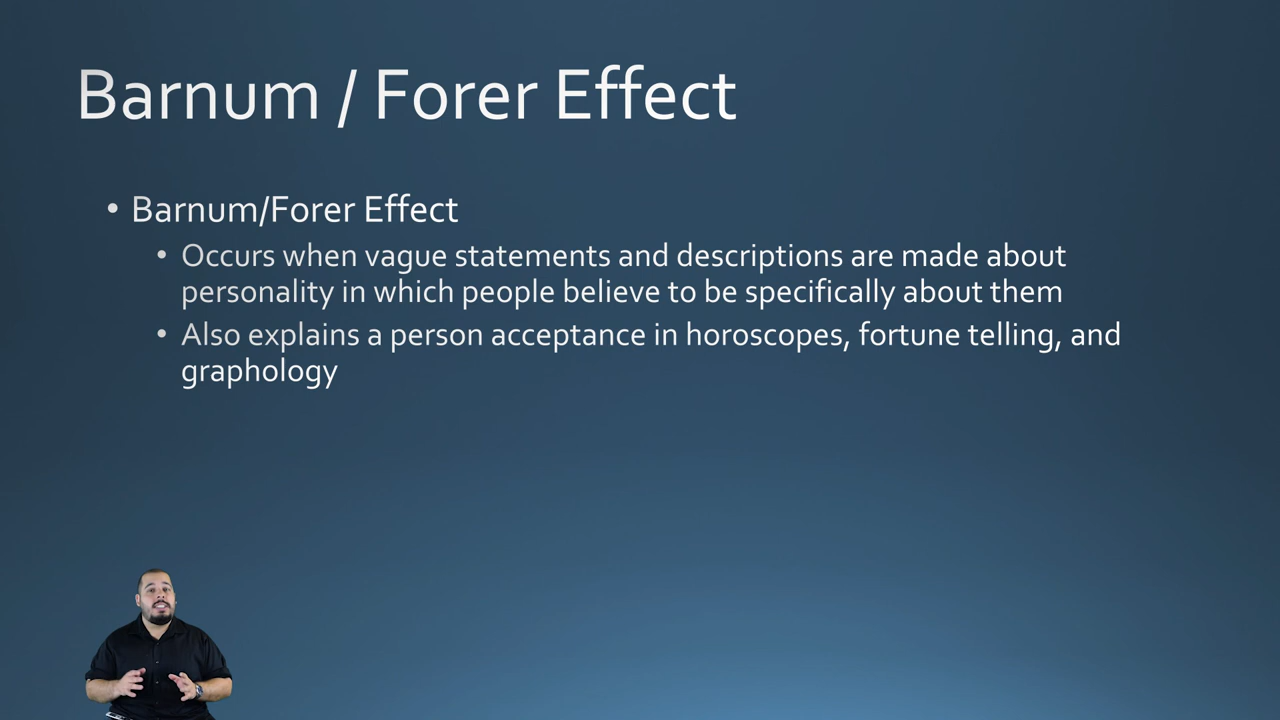 Barnum / Forer Effect
• Barnum/Forer Effect
• Occurs when vague statements and descriptions are made about
personality in which people believe to be specifically about them
• Also explains a person acceptance in horoscopes, fortune telling, and
graphology